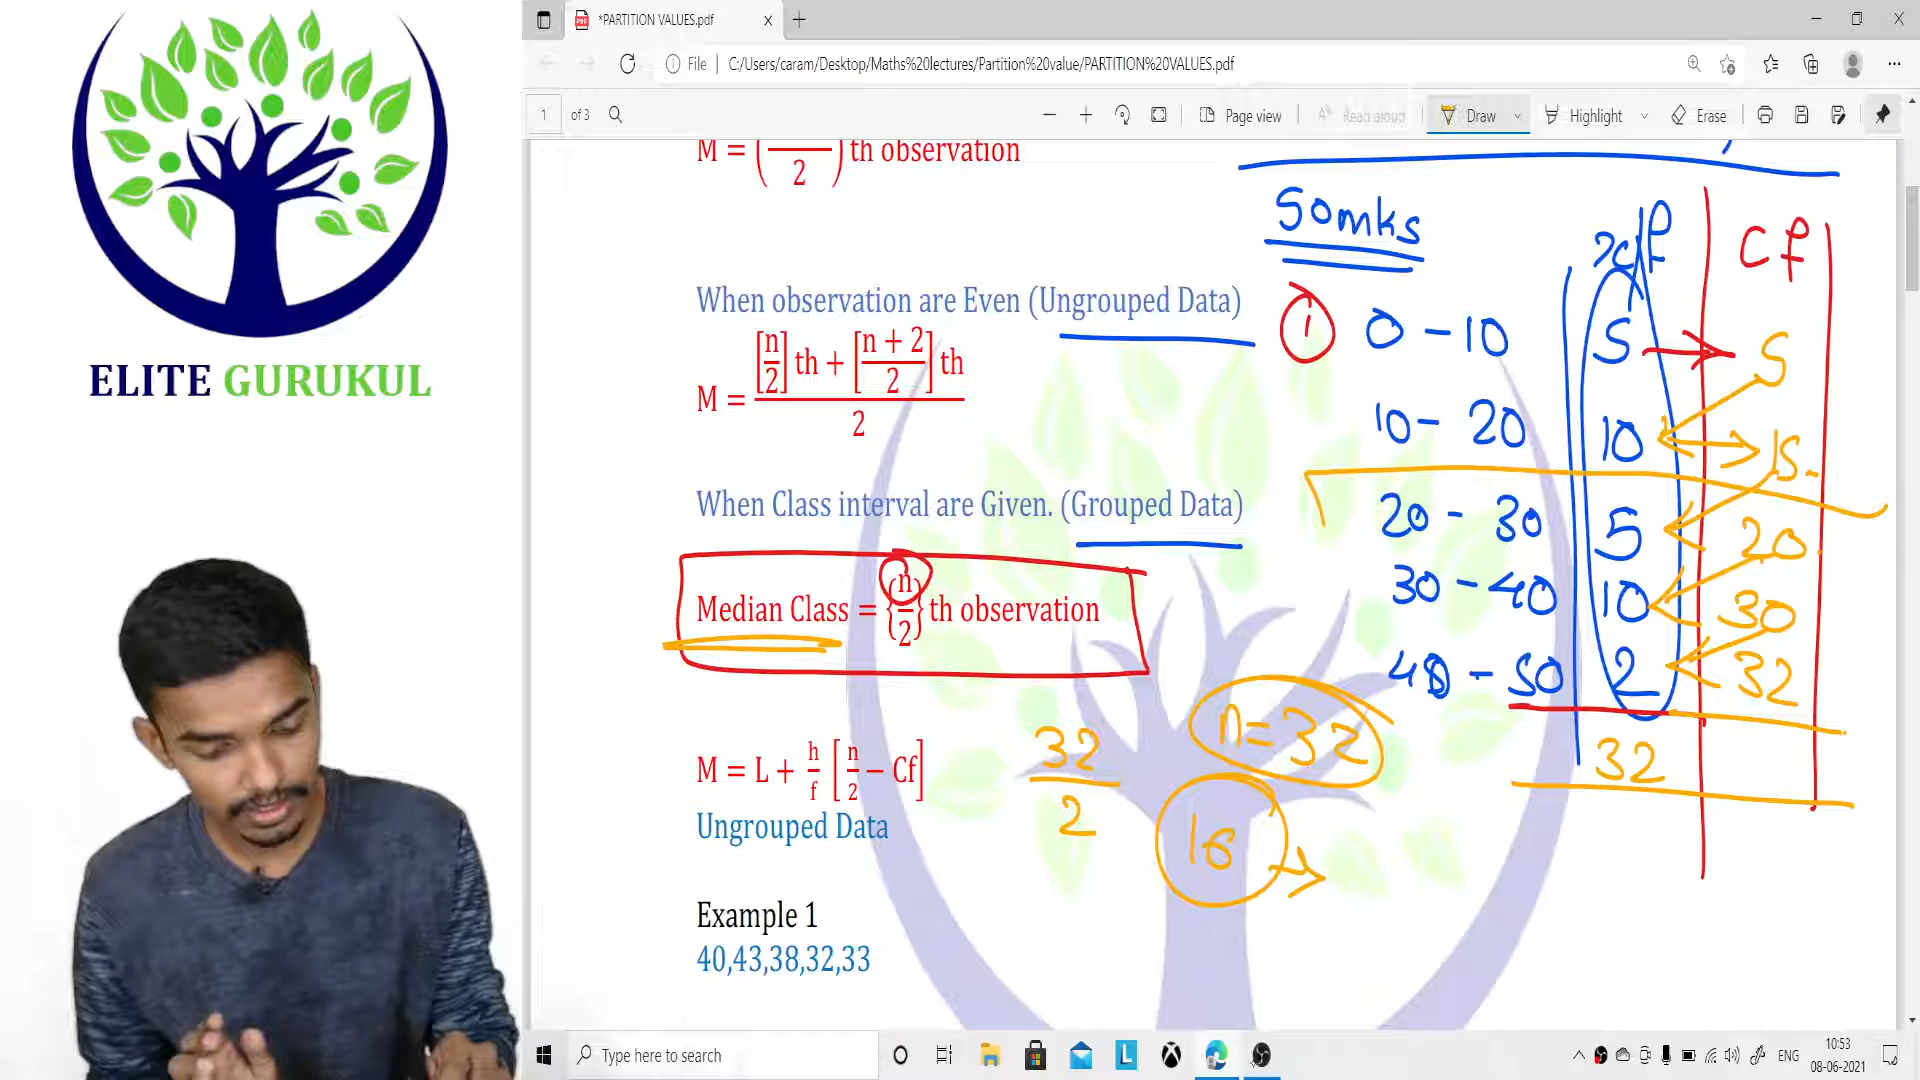 ELITE GURUKUL
*PARTITION VALUES.pdf
File
C:/Users/caram/Desktop/Maths%20lectures/Partition%20value/PARTITION%20VALUES.pdf
1 of 3
Page view
Read aloud
Draw
Highlight
Erase
M = ( / 2 ) th observation
When observation are Even (Ungrouped Data)
M = ([n/2] th + [n + 2/2] th) / 2
When Class interval are Given. (Grouped Data)
Median Class = {n/2} th observation
M = L + h/f [n/2 − Cf]
Ungrouped Data
Example 1
40,43,38,32,33
50mks
x/f Cf
1 0 - 10 5 5
10 - 20 10 15
20 - 30 5 20
30 - 40 10 30
40 - 50 2 32
32
n = 32
32/2
16
Type here to search
ENG
10:53
08-06-2021